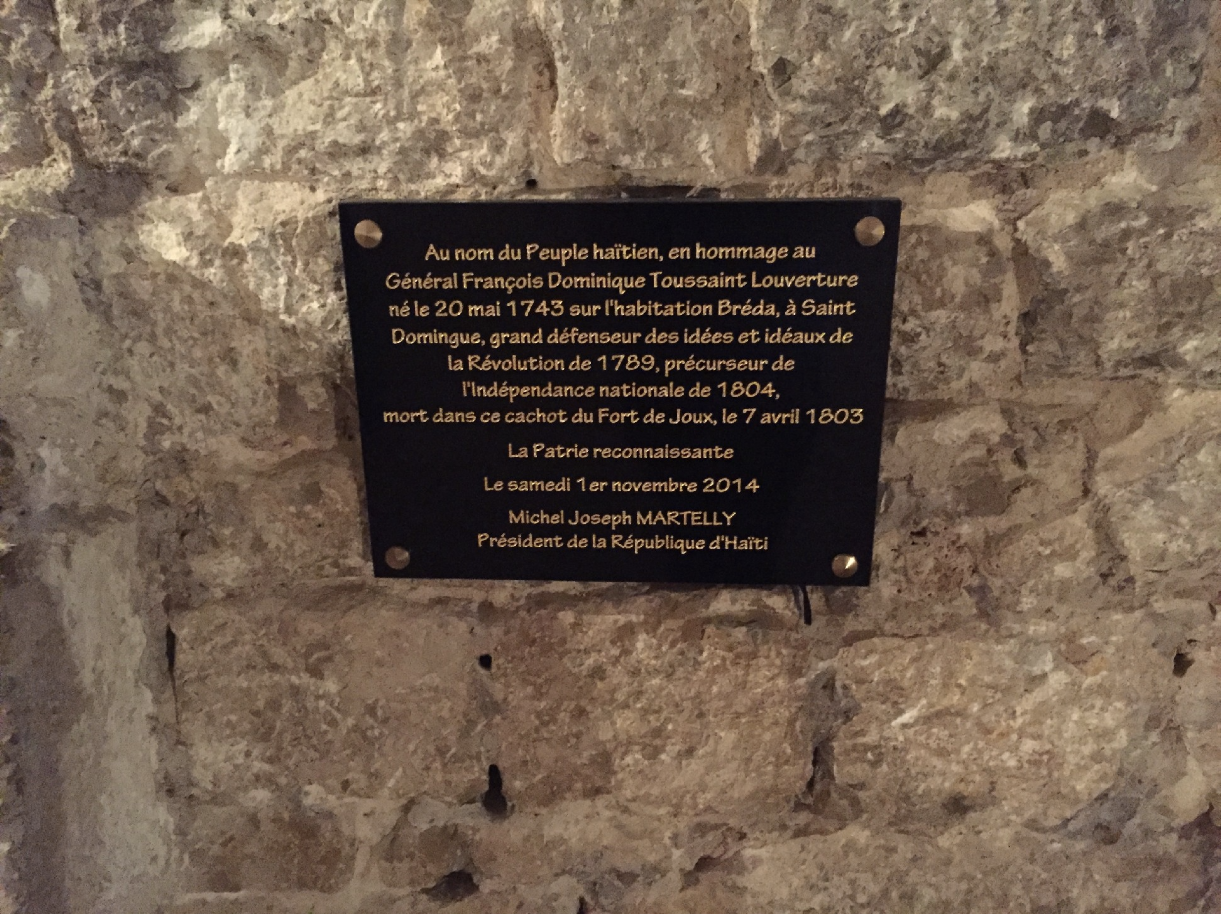 Au nom du Peuple haïtien, en hommage au
Général François Dominique Toussaint Louverture
né le 20 mai 1743 sur l'habitation Bréda, à Saint
Domingue, grand défenseur des idées et idéaux de
la Révolution de 1789, précurseur de
l'Indépendance nationale de 1804,
mort dans ce cachot du Fort de Joux, le 7 avril 1803
La Patrie reconnaissante
Le samedi 1er novembre 2014
Michel Joseph MARTELLY
Président de la République d'Haïti